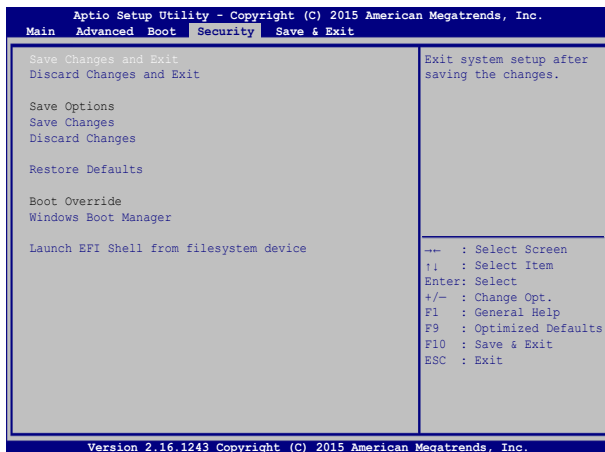 Aptio Setup Utility - Copyright (C) 2015 American Megatrends, Inc.
Main Advanced Boot Security Save & Exit
Save Changes and Exit
Discard Changes and Exit
Save Options
Save Changes
Discard Changes
Restore Defaults
Boot Override
Windows Boot Manager
Launch EFI Shell from filesystem device
Exit system setup after
saving the changes.
→← : Select Screen
↑↓ : Select Item
Enter: Select
+/— : Change Opt.
F1 : General Help
F9 : Optimized Defaults
F10 : Save & Exit
ESC : Exit
Version 2.16.1243 Copyright (C) 2015 American Megatrends, Inc.